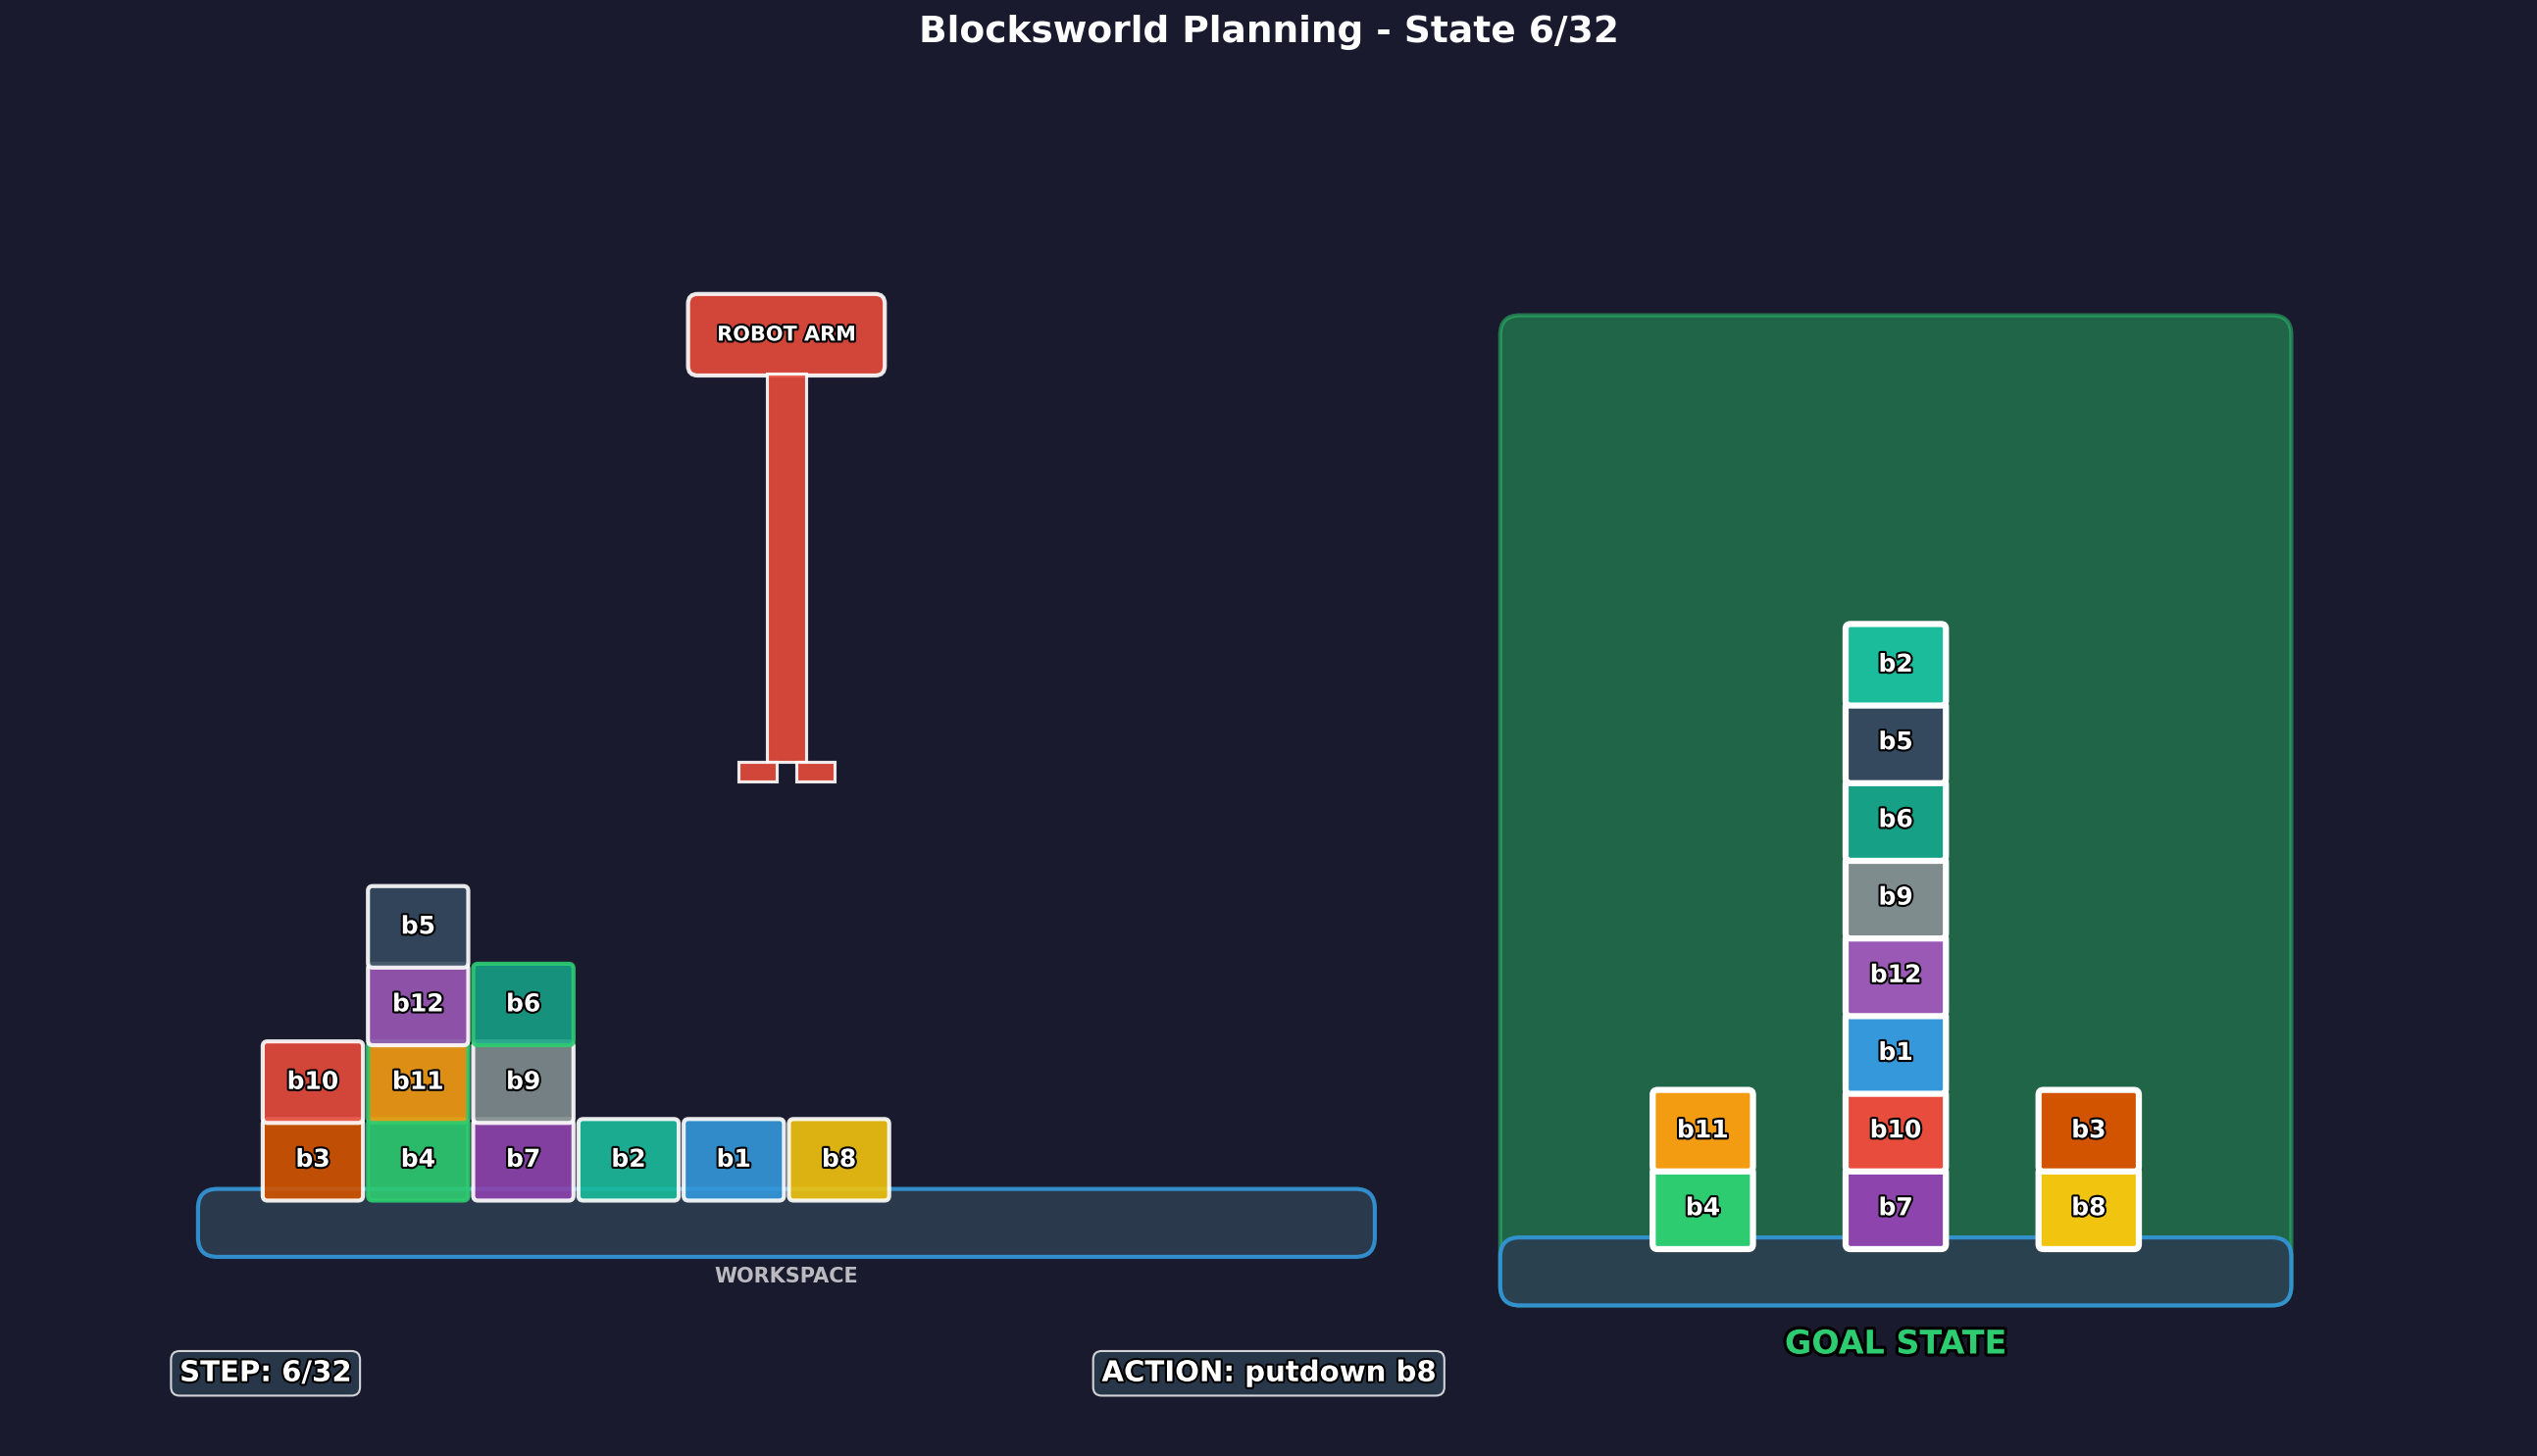 Blocksworld Planning - State 6/32
ROBOT ARM
b5
b12
b6
b10
b11
b9
b3
b4
b7
b2
b1
b8
WORKSPACE
b2
b5
b6
b9
b12
b1
b11
b10
b3
b4
b7
b8
GOAL STATE
STEP: 6/32
ACTION: putdown b8